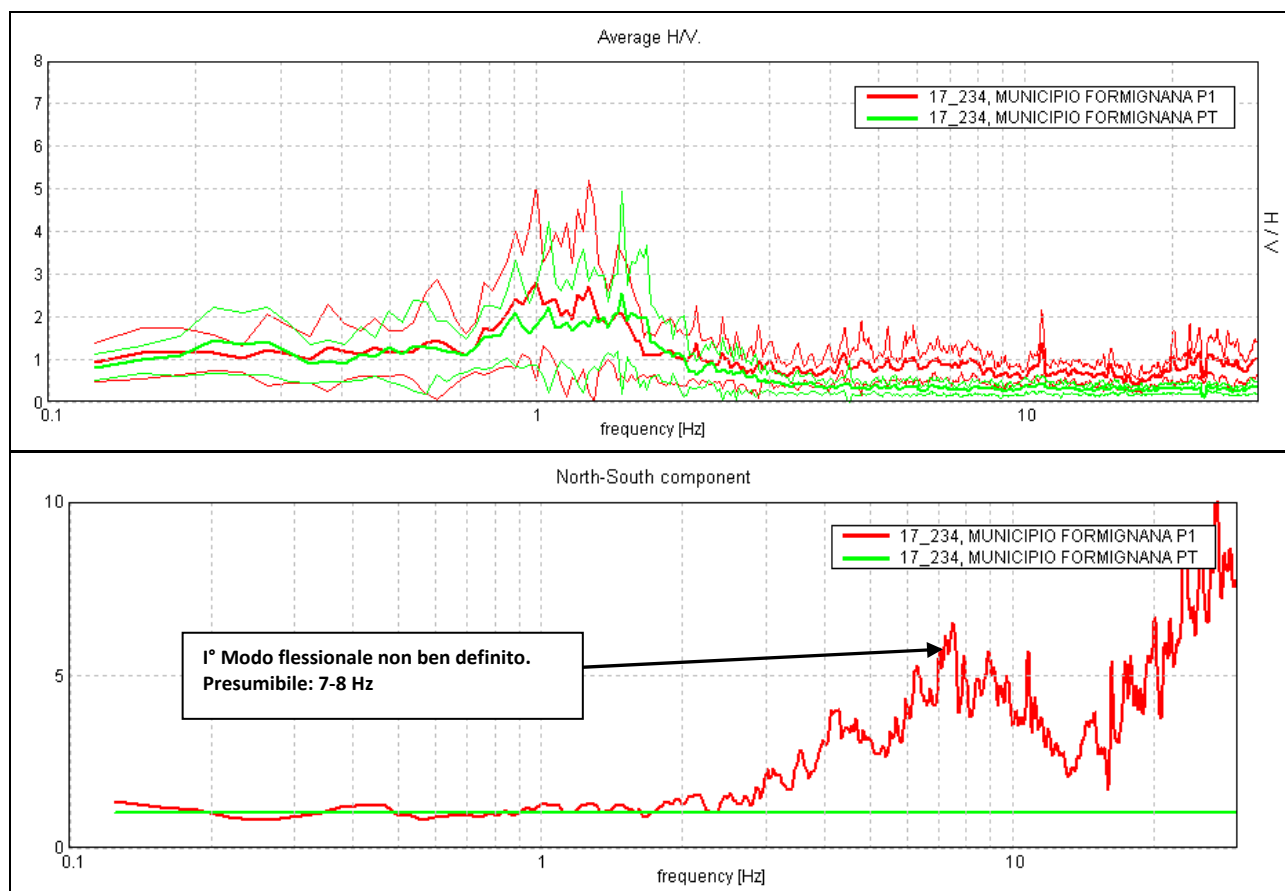 Average H/V.
8
7
6
5
4
3
2
1
0
17_234, MUNICIPIO FORMIGNANA P1
17_234, MUNICIPIO FORMIGNANA PT
H / V
0.1
1
10
frequency [Hz]
North-South component
10
5
0
17_234, MUNICIPIO FORMIGNANA P1
17_234, MUNICIPIO FORMIGNANA PT
I° Modo flessionale non ben definito.
Presumibile: 7-8 Hz
0.1
1
10
frequency [Hz]